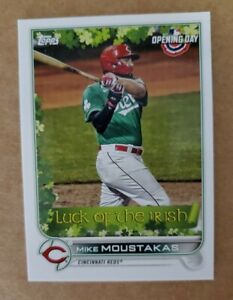 Topps
OPENING DAY
Luck of the Irish
MIKE MOUSTAKAS
CINCINNATI REDS®